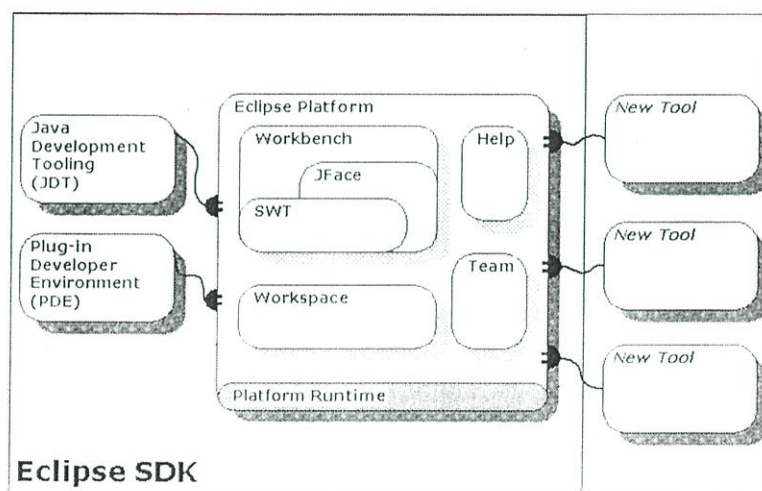 Eclipse Platform
Java
Development
Tooling
(JDT)
Workbench
JFace
SWT
Help
New Tool
Plug-in
Developer
Environment
(PDE)
Workspace
Team
New Tool
New Tool
Platform Runtime
Eclipse SDK